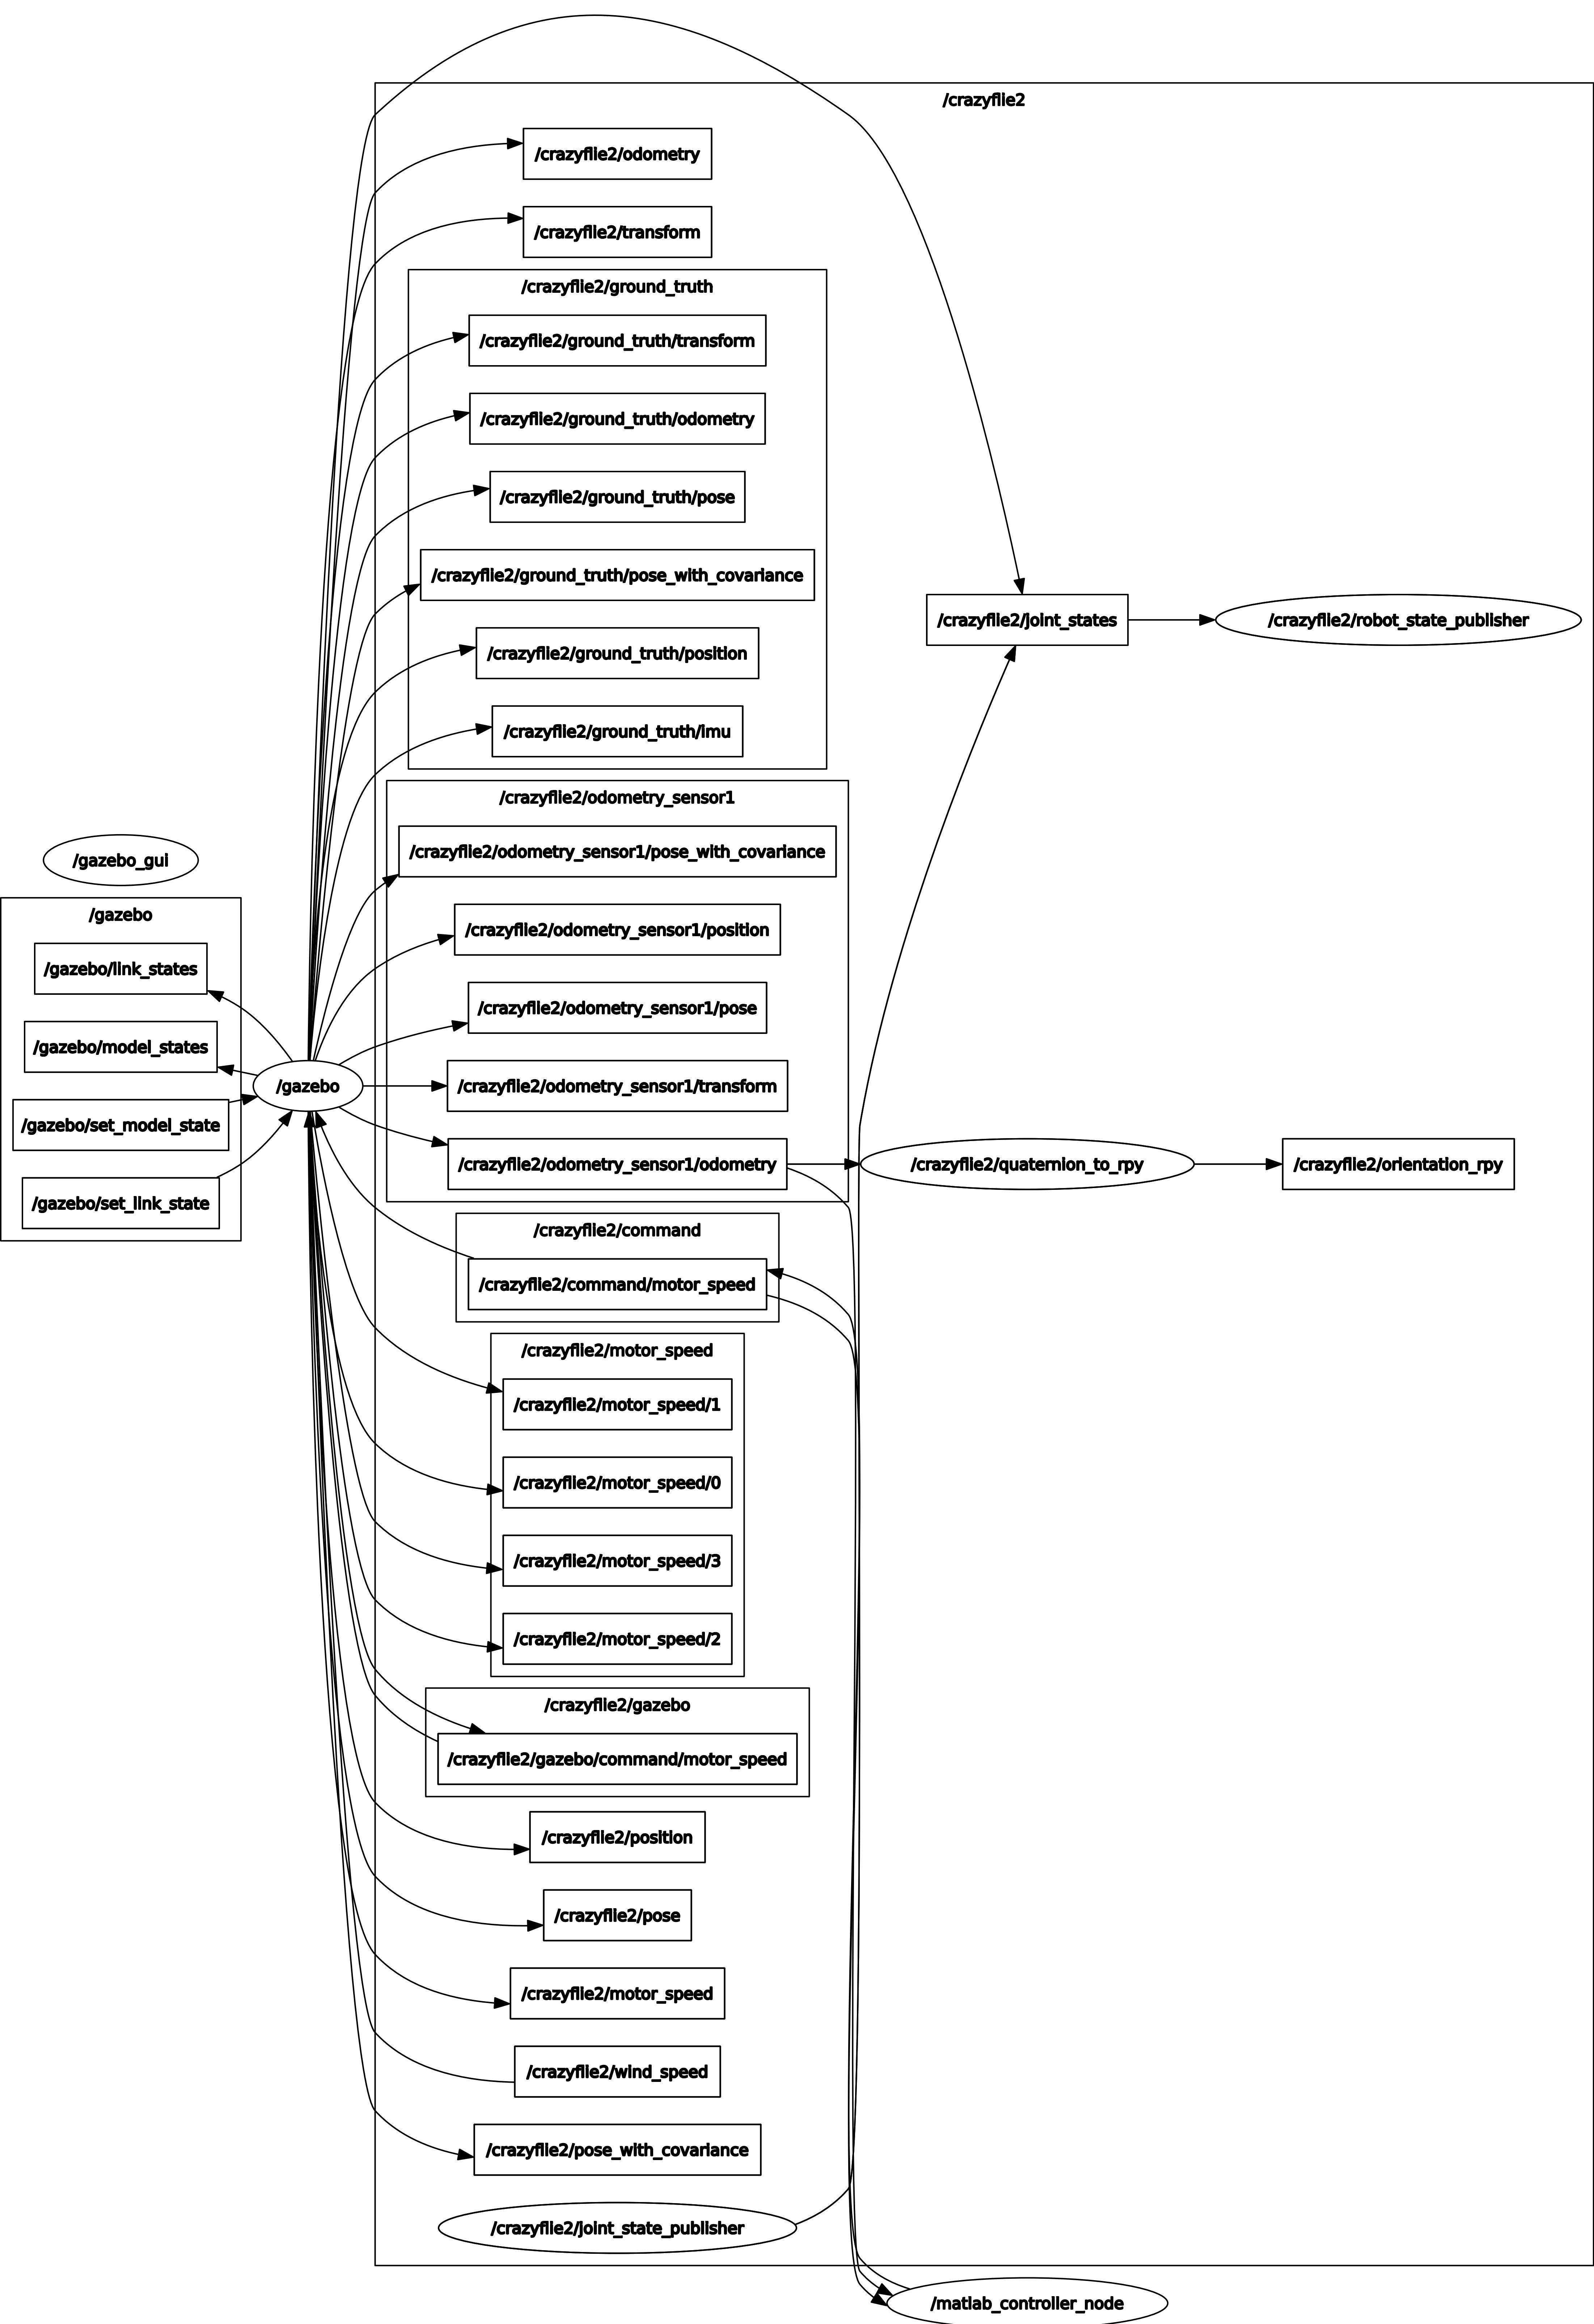 /crazyflie2
/crazyflie2/odometry
/crazyflie2/transform
/crazyflie2/ground_truth
/crazyflie2/ground_truth/transform
/crazyflie2/ground_truth/odometry
/crazyflie2/ground_truth/pose
/crazyflie2/ground_truth/pose_with_covariance
/crazyflie2/joint_states
/crazyflie2/robot_state_publisher
/crazyflie2/ground_truth/position
/crazyflie2/ground_truth/imu
/crazyflie2/odometry_sensor1
/crazyflie2/odometry_sensor1/pose_with_covariance
/gazebo_gui
/gazebo
/crazyflie2/odometry_sensor1/position
/gazebo/link_states
/crazyflie2/odometry_sensor1/pose
/gazebo/model_states
/gazebo
/crazyflie2/odometry_sensor1/transform
/gazebo/set_model_state
/crazyflie2/odometry_sensor1/odometry
/crazyflie2/quaternion_to_rpy
/crazyflie2/orientation_rpy
/gazebo/set_link_state
/crazyflie2/command
/crazyflie2/command/motor_speed
/crazyflie2/motor_speed
/crazyflie2/motor_speed/1
/crazyflie2/motor_speed/0
/crazyflie2/motor_speed/3
/crazyflie2/motor_speed/2
/crazyflie2/gazebo
/crazyflie2/gazebo/command/motor_speed
/crazyflie2/position
/crazyflie2/pose
/crazyflie2/motor_speed
/crazyflie2/wind_speed
/crazyflie2/pose_with_covariance
/crazyflie2/joint_state_publisher
/matlab_controller_node